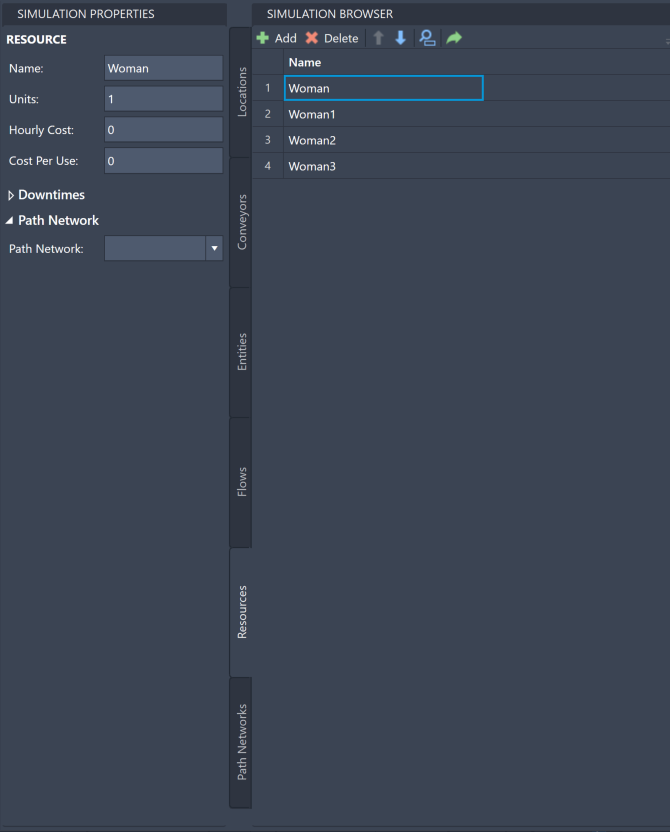 SIMULATION PROPERTIES
RESOURCE
Name: Woman
Units: 1
Hourly Cost: 0
Cost Per Use: 0
Downtimes
Path Network
Path Network:
Locations
Conveyors
Entities
Flows
Resources
Path Networks
SIMULATION BROWSER
Add Delete
Name
1 Woman
2 Woman1
3 Woman2
4 Woman3